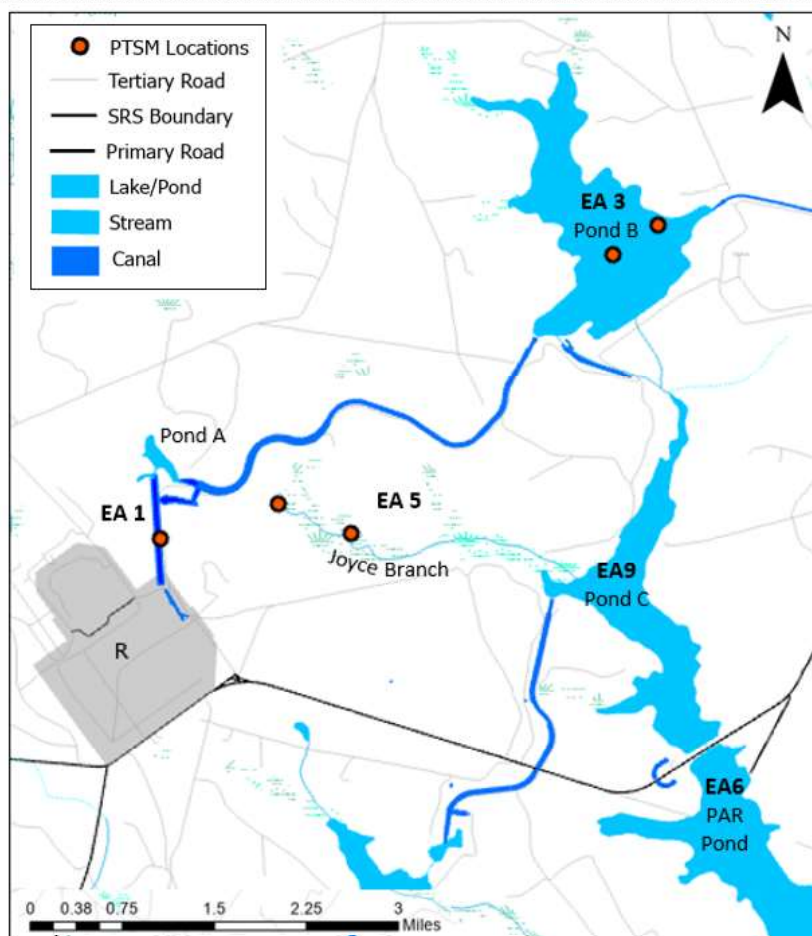 PTSM Locations
Tertiary Road
SRS Boundary
Primary Road
Lake/Pond
Stream
Canal
N
EA 3
Pond B
Pond A
EA 1
EA 5
Joyce Branch
EA9
Pond C
R
EA6
PAR
Pond
0 0.38 0.75 1.5 2.25 3
Miles